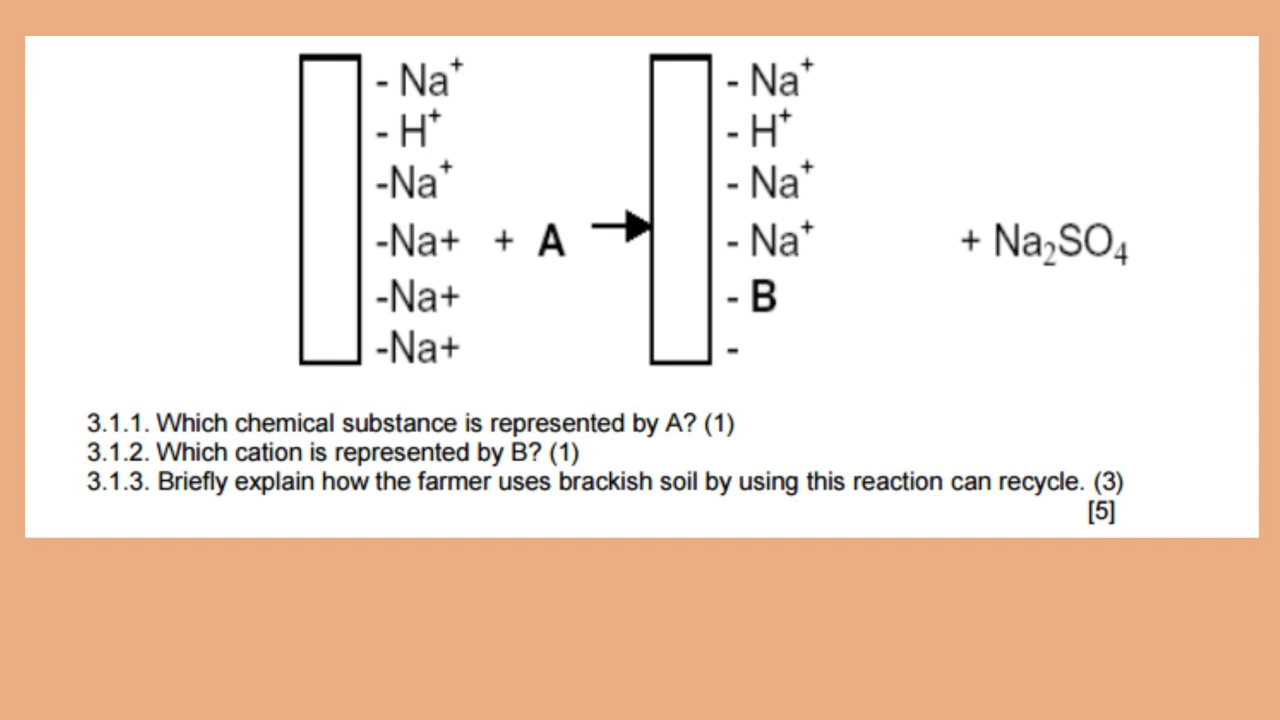 - Na⁺ - Na⁺
- H⁺ - H⁺
-Na⁺ - Na⁺
-Na+ + A - Na⁺ + Na₂SO₄
-Na+ - B
-Na+ -
3.1.1. Which chemical substance is represented by A? (1)
3.1.2. Which cation is represented by B? (1)
3.1.3. Briefly explain how the farmer uses brackish soil by using this reaction can recycle. (3)
[5]